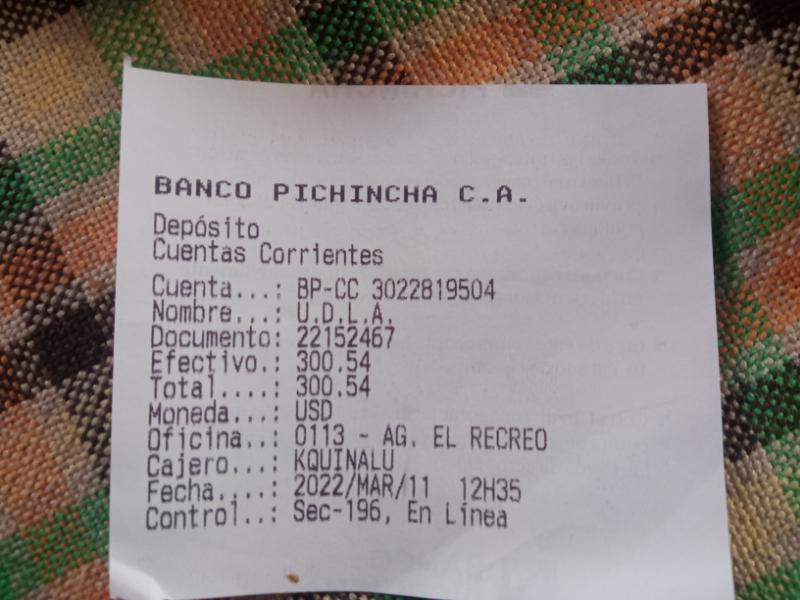 BANCO PICHINCHA C.A.
Depósito
Cuentas Corrientes
Cuenta...: BP-CC 3022819504
Nombre...: U.D.L.A.
Documento: 22152467
Efectivo.: 300.54
Total....: 300.54
Moneda...: USD
Oficina..: 0113 - AG. EL RECREO
Cajero...: KQUINALU
Fecha....: 2022/MAR/11 12H35
Control..: Sec-196, En Línea